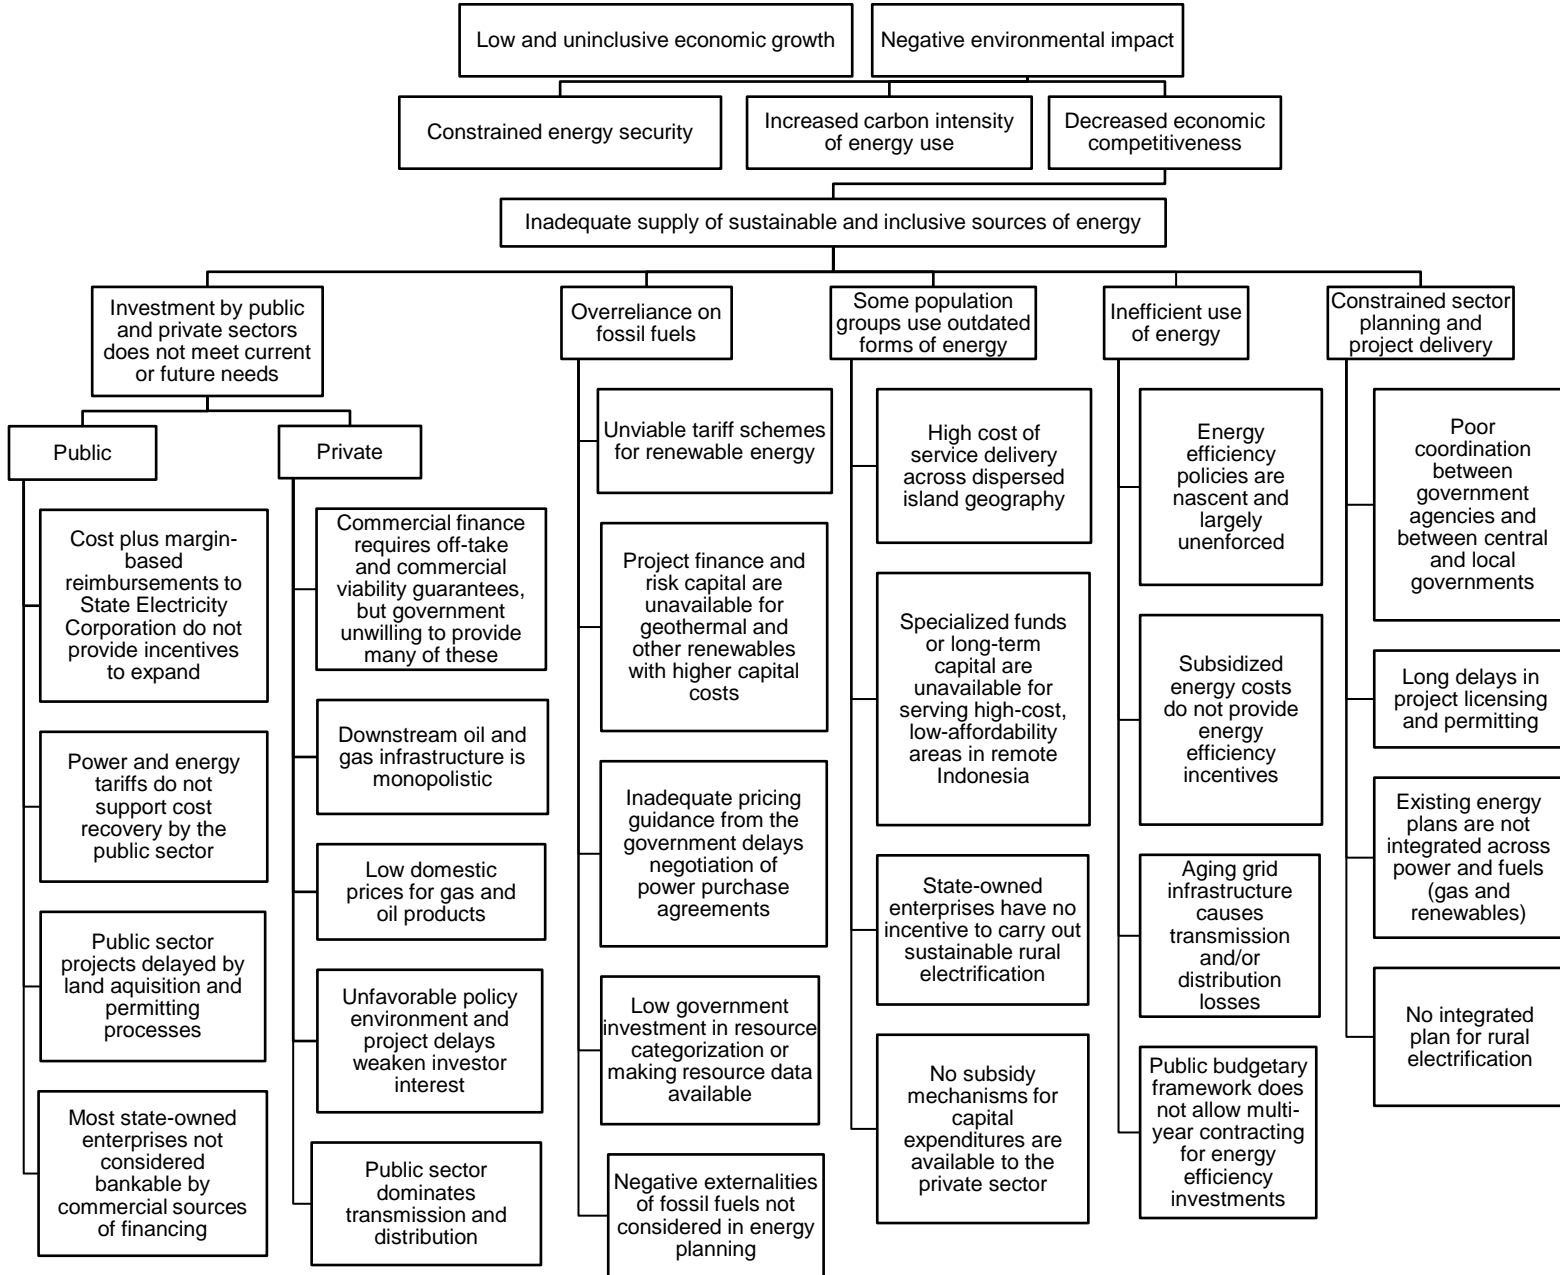 Low and uninclusive economic growth
Negative environmental impact
Constrained energy security
Increased carbon intensity
of energy use
Decreased economic
competitiveness
Inadequate supply of sustainable and inclusive sources of energy
Investment by public
and private sectors
does not meet current
or future needs
Overreliance on
fossil fuels
Some population
groups use outdated
forms of energy
Inefficient use
of energy
Constrained sector
planning and
project delivery
Public
Private
Cost plus margin-
based
reimbursements to
State Electricity
Corporation do not
provide incentives
to expand
Power and energy
tariffs do not
support cost
recovery by the
public sector
Public sector
projects delayed by
land aquisition and
permitting
processes
Most state-owned
enterprises not
considered
bankable by
commercial sources
of financing
Commercial finance
requires off-take
and commercial
viability guarantees,
but government
unwilling to provide
many of these
Downstream oil and
gas infrastructure is
monopolistic
Low domestic
prices for gas and
oil products
Unfavorable policy
environment and
project delays
weaken investor
interest
Public sector
dominates
transmission and
distribution
Unviable tariff schemes
for renewable energy
Project finance and
risk capital are
unavailable for
geothermal and
other renewables
with higher capital
costs
Inadequate pricing
guidance from the
government delays
negotiation of
power purchase
agreements
Low government
investment in resource
categorization or
making resource data
available
Negative externalities
of fossil fuels not
considered in energy
planning
High cost of
service delivery
across dispersed
island geography
Specialized funds
or long-term
capital are
unavailable for
serving high-cost,
low-affordability
areas in remote
Indonesia
State-owned
enterprises have no
incentive to carry out
sustainable rural
electrification
No subsidy
mechanisms for
capital
expenditures are
available to the
private sector
Energy
efficiency
policies are
nascent and
largely
unenforced
Subsidized
energy costs
do not provide
energy
efficiency
incentives
Aging grid
infrastructure
causes
transmission
and/or
distribution
losses
Public budgetary
framework does
not allow multi-
year contracting
for energy
efficiency
investments
Poor
coordination
between
government
agencies and
between central
and local
governments
Long delays in
project licensing
and permitting
Existing energy
plans are not
integrated across
power and fuels
(gas and
renewables)
No integrated
plan for rural
electrification